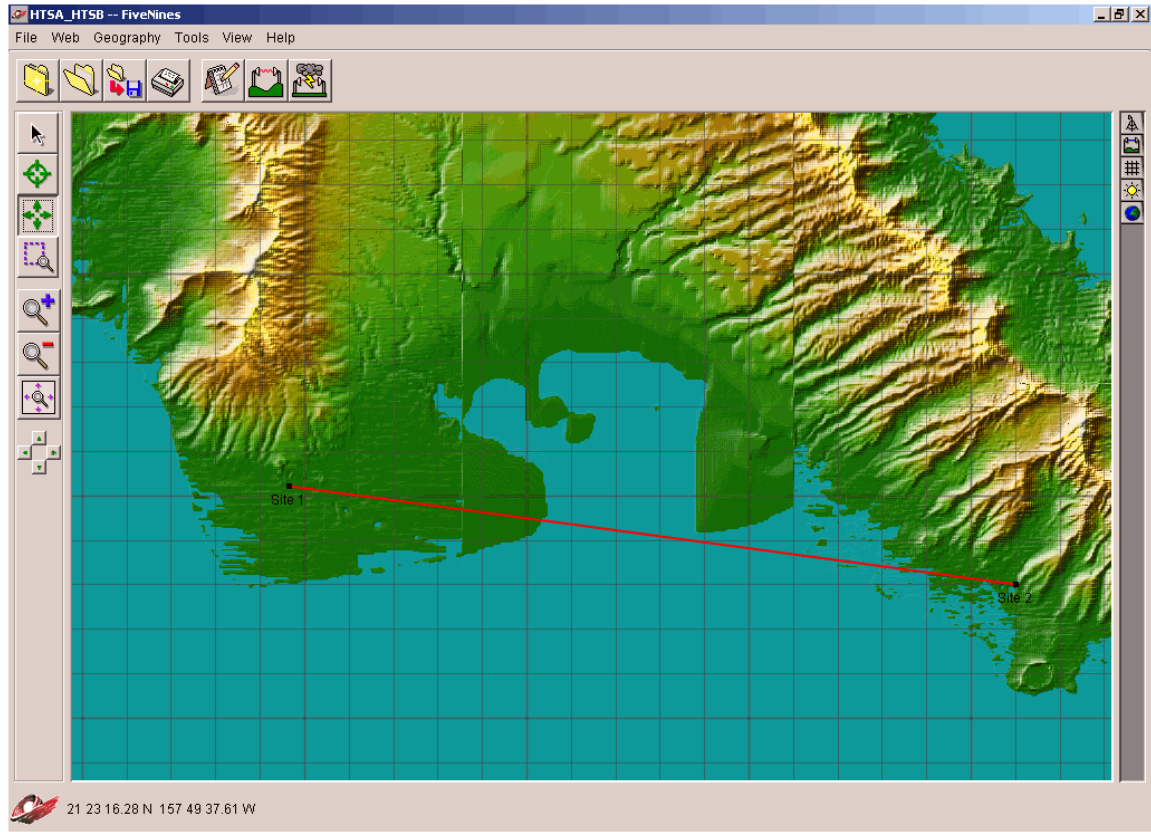 HTSA_HTSB -- FiveNines
File Web Geography Tools View Help
Site 1
Site 2
21 23 16.28 N 157 49 37.61 W